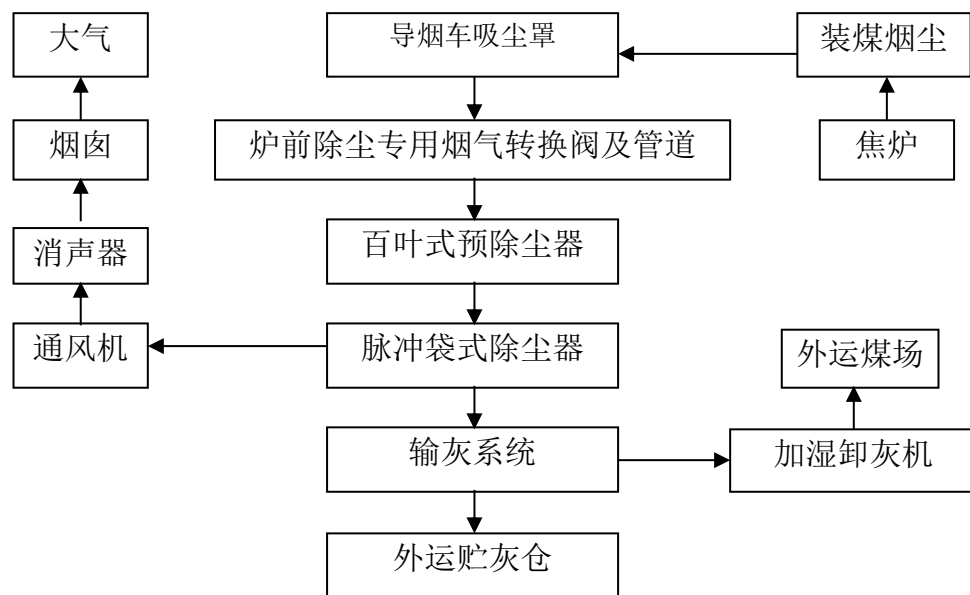 大气
导烟车吸尘罩
装煤烟尘
烟囱
炉前除尘专用烟气转换阀及管道
焦炉
消声器
百叶式预除尘器
通风机
脉冲袋式除尘器
外运煤场
输灰系统
加湿卸灰机
外运贮灰仓